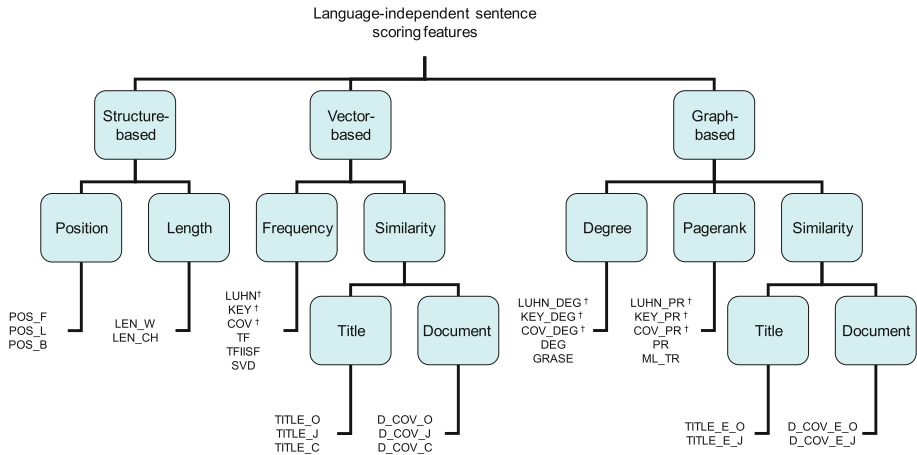 Language-independent sentence
scoring features
Structure-
based
Vector-
based
Graph-
based
Position
Length
Frequency
Similarity
Degree
Pagerank
Similarity
POS_F
POS_L
POS_B
LEN_W
LEN_CH
LUHN†
KEY †
COV †
TF
TFIISF
SVD
Title
Document
LUHN_DEG †
KEY_DEG †
COV_DEG †
DEG
GRASE
LUHN_PR †
KEY_PR †
COV_PR †
PR
ML_TR
Title
Document
TITLE_O
TITLE_J
TITLE_C
D_COV_O
D_COV_J
D_COV_C
TITLE_E_O
TITLE_E_J
D_COV_E_O
D_COV_E_J